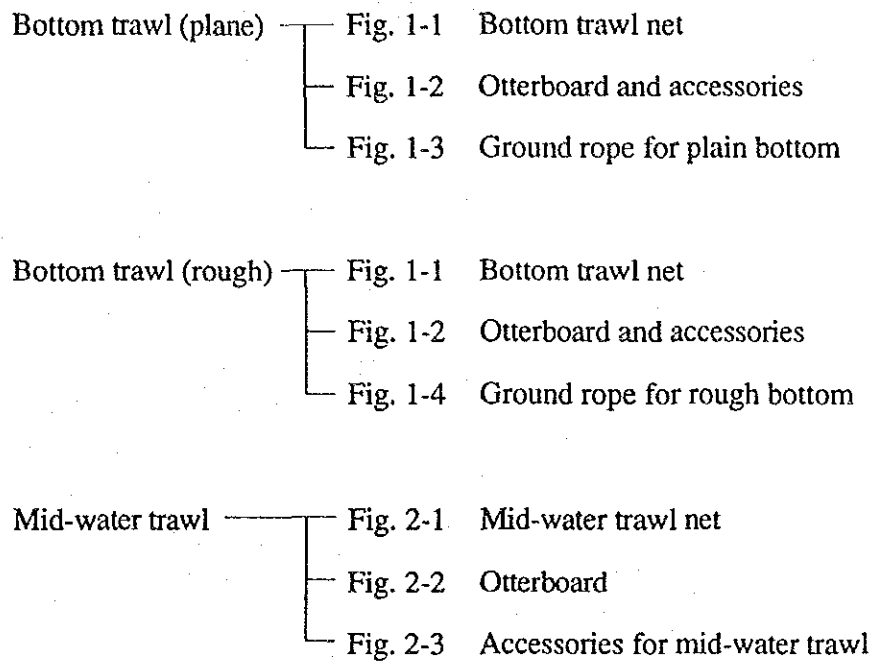 Bottom trawl (plane) Fig. 1-1 Bottom trawl net
Fig. 1-2 Otterboard and accessories
Fig. 1-3 Ground rope for plain bottom
Bottom trawl (rough) Fig. 1-1 Bottom trawl net
Fig. 1-2 Otterboard and accessories
Fig. 1-4 Ground rope for rough bottom
Mid-water trawl Fig. 2-1 Mid-water trawl net
Fig. 2-2 Otterboard
Fig. 2-3 Accessories for mid-water trawl